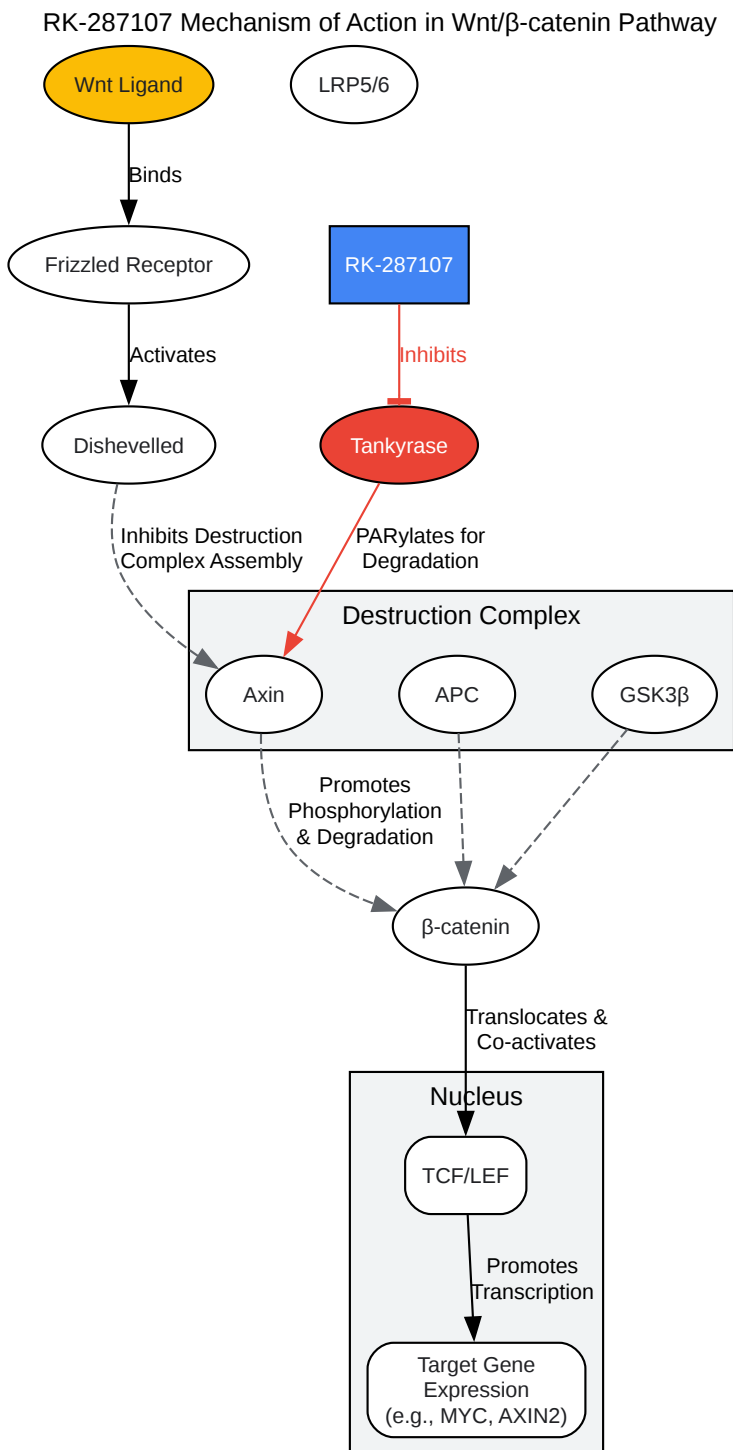 RK-287107 Mechanism of Action in Wnt/β-catenin Pathway
Wnt Ligand
LRP5/6
Binds
Frizzled Receptor
RK-287107
Activates
Inhibits
Dishevelled
Tankyrase
Inhibits Destruction
Complex Assembly
PARylates for
Degradation
Destruction Complex
Axin
APC
GSK3β
Promotes
Phosphorylation
& Degradation
β-catenin
Translocates &
Co-activates
Nucleus
TCF/LEF
Promotes
Transcription
Target Gene
Expression
(e.g., MYC, AXIN2)